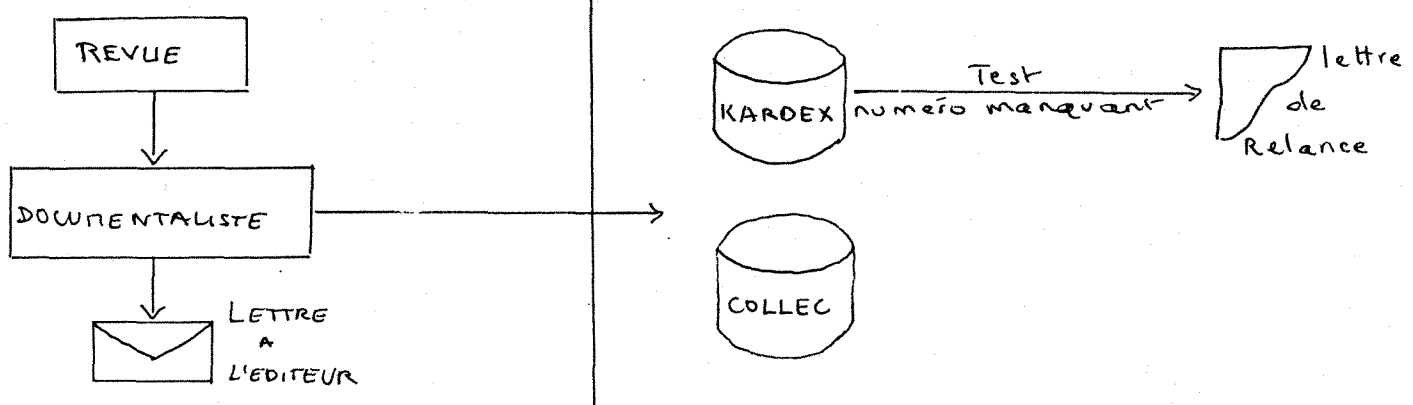 REVUE
DOCUMENTALISTE
LETTRE
A
L'EDITEUR
KARDEX
Test
numéro manquant
lettre
de
Relance
COLLEC